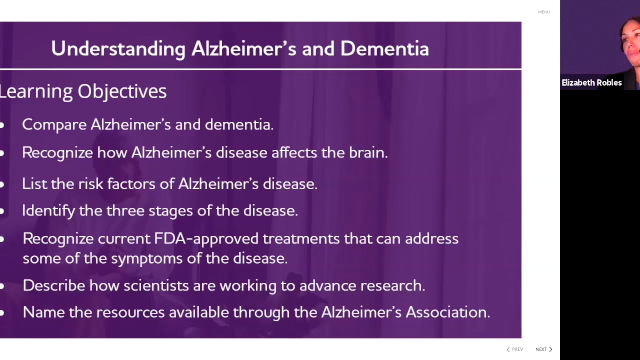 MENU
Understanding Alzheimer's and Dementia
Learning Objectives
• Compare Alzheimer's and dementia.
• Recognize how Alzheimer's disease affects the brain.
• List the risk factors of Alzheimer's disease.
• Identify the three stages of the disease.
• Recognize current FDA-approved treatments that can address
some of the symptoms of the disease.
• Describe how scientists are working to advance research.
• Name the resources available through the Alzheimer's Association.
< PREV NEXT >
Elizabeth Robles